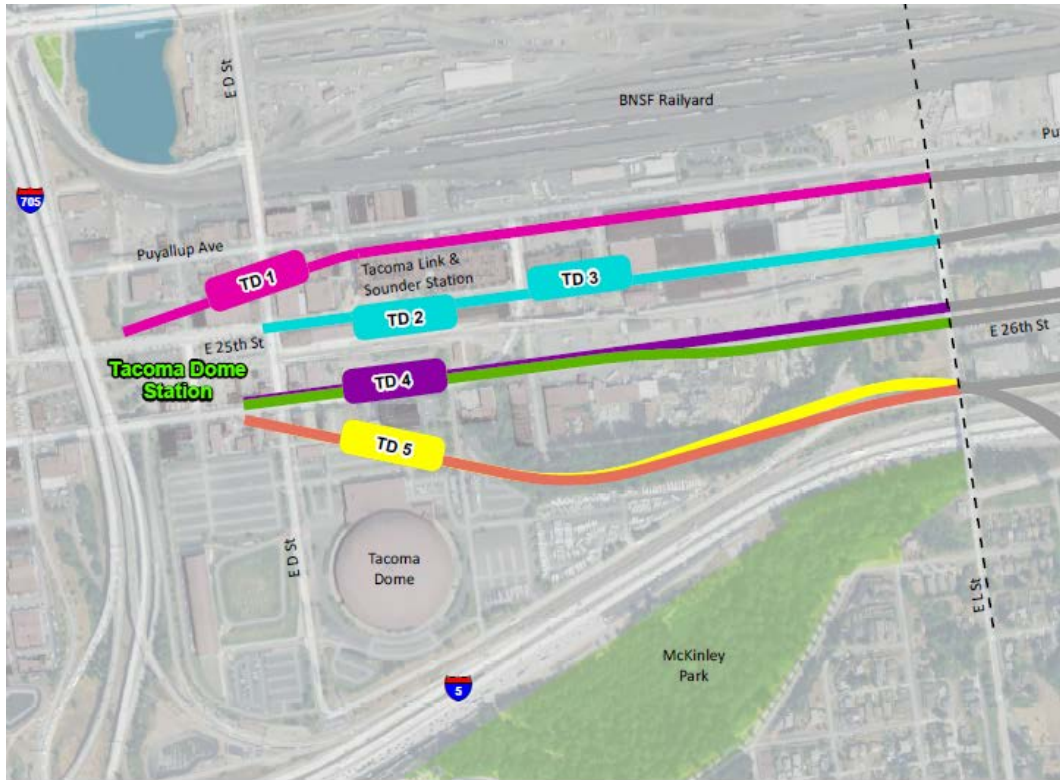 E D St
BNSF Railyard
Pu
705
Puyallup Ave
TD 1
Tacoma Link &
Sounder Station
TD 3
TD 2
E 25th St
E 26th St
Tacoma Dome
Station
TD 4
TD 5
E D St
Tacoma
Dome
E L St
McKinley
Park
5